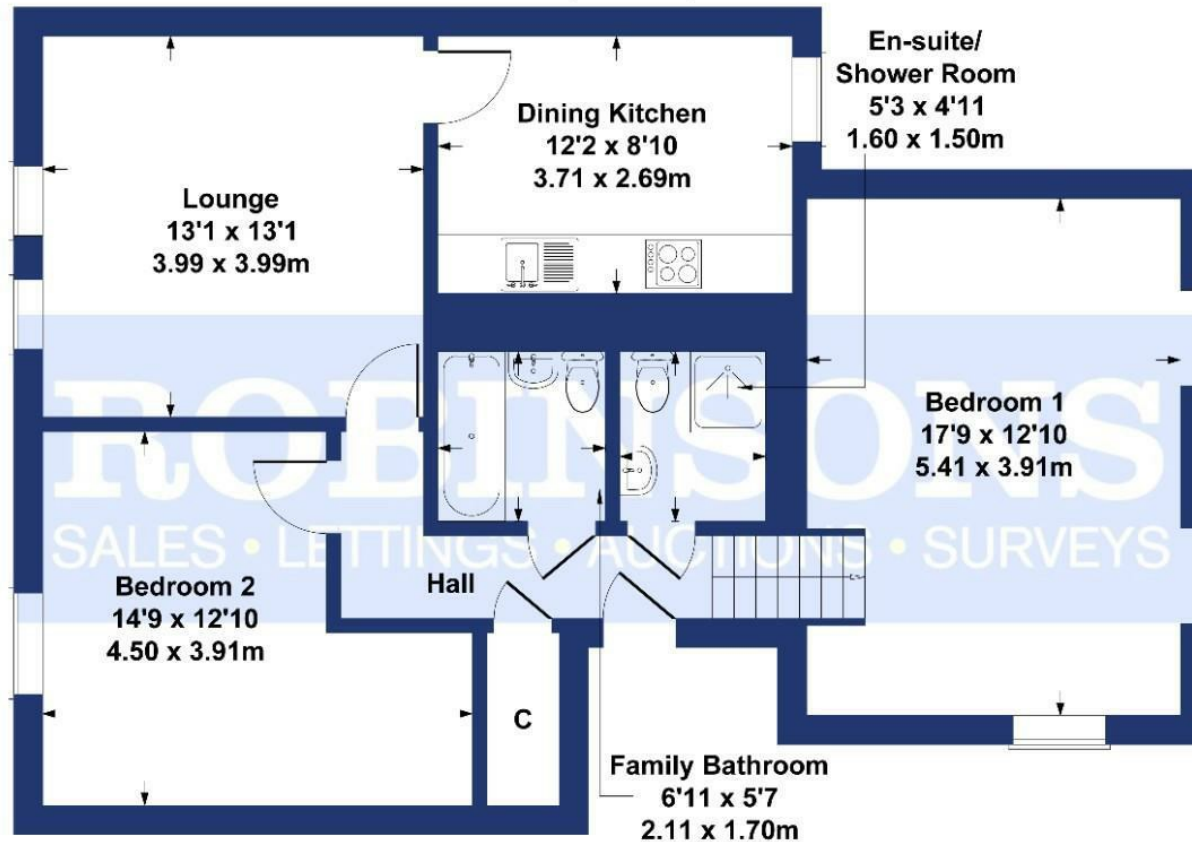 En-suite/
Shower Room
5'3 x 4'11
1.60 x 1.50m
Dining Kitchen
12'2 x 8'10
3.71 x 2.69m
Lounge
13'1 x 13'1
3.99 x 3.99m
Bedroom 1
17'9 x 12'10
5.41 x 3.91m
ROBINSONS
SALES • LETTINGS • AUCTIONS • SURVEYS
Hall
Bedroom 2
14'9 x 12'10
4.50 x 3.91m
C
Family Bathroom
6'11 x 5'7
2.11 x 1.70m